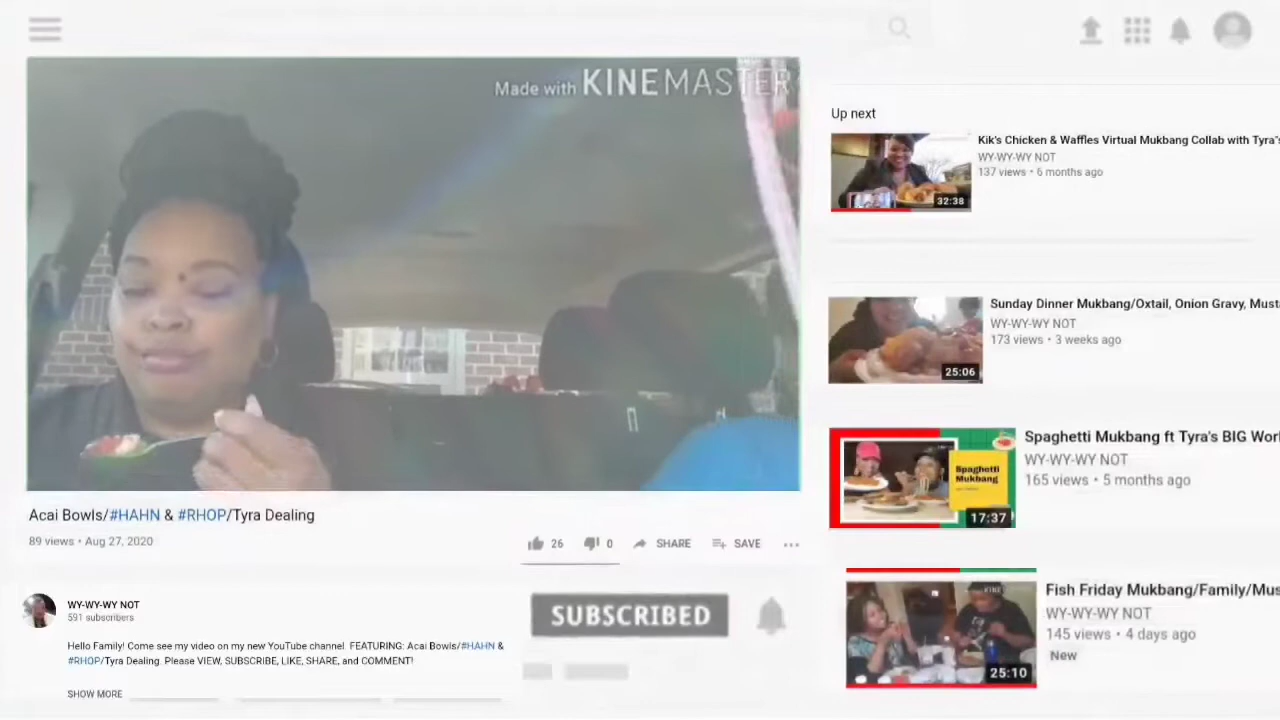 Made with KINEMASTER
Acai Bowls/#HAHN & #RHOP/Tyra Dealing
89 views • Aug 27, 2020
26
0
SHARE
SAVE
WY-WY-WY NOT
591 subscribers
SUBSCRIBED
Hello Family! Come see my video on my new YouTube channel. FEATURING: Acai Bowls/#HAHN &
#RHOP/Tyra Dealing. Please VIEW, SUBSCRIBE, LIKE, SHARE, and COMMENT!
SHOW MORE
Up next
Kik's Chicken & Waffles Virtual Mukbang Collab with Tyra's
WY-WY-WY NOT
137 views • 6 months ago
32:38
Sunday Dinner Mukbang/Oxtail, Onion Gravy, Must
WY-WY-WY NOT
173 views • 3 weeks ago
25:06
Spaghetti Mukbang ft Tyra's BIG Worl
WY-WY-WY NOT
165 views • 5 months ago
Spaghetti
Mukbang
17:37
Fish Friday Mukbang/Family/Mus
WY-WY-WY NOT
145 views • 4 days ago
New
25:10